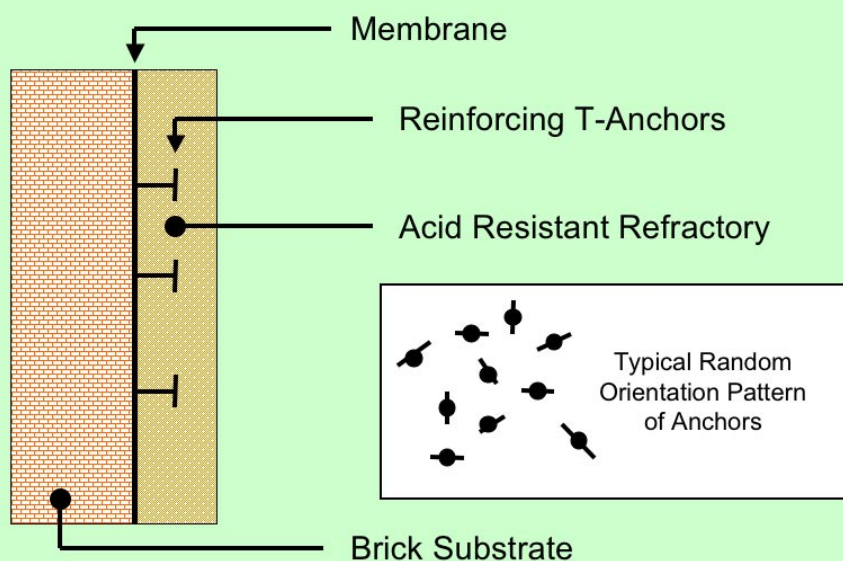 Membrane
Reinforcing T-Anchors
Acid Resistant Refractory
Typical Random
Orientation Pattern
of Anchors
Brick Substrate